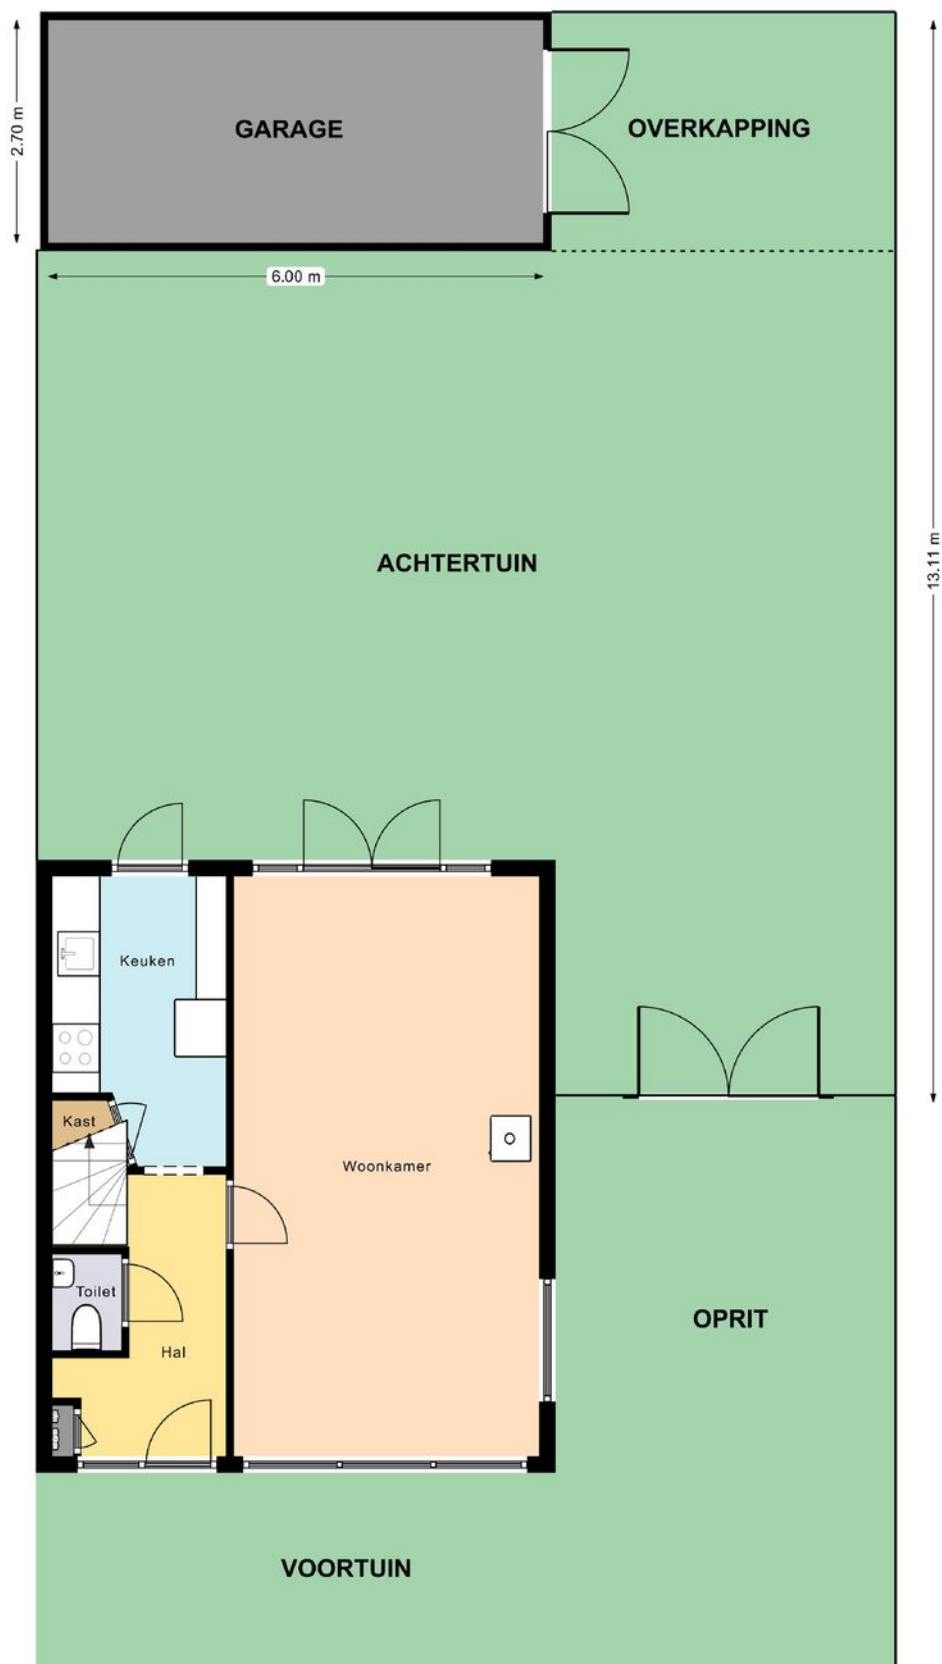 GARAGE
OVERKAPPING
2.70 m
6.00 m
13.11 m
ACHTERTUIN
Keuken
Kast
Woonkamer
Toilet
Hal
OPRIT
VOORTUIN